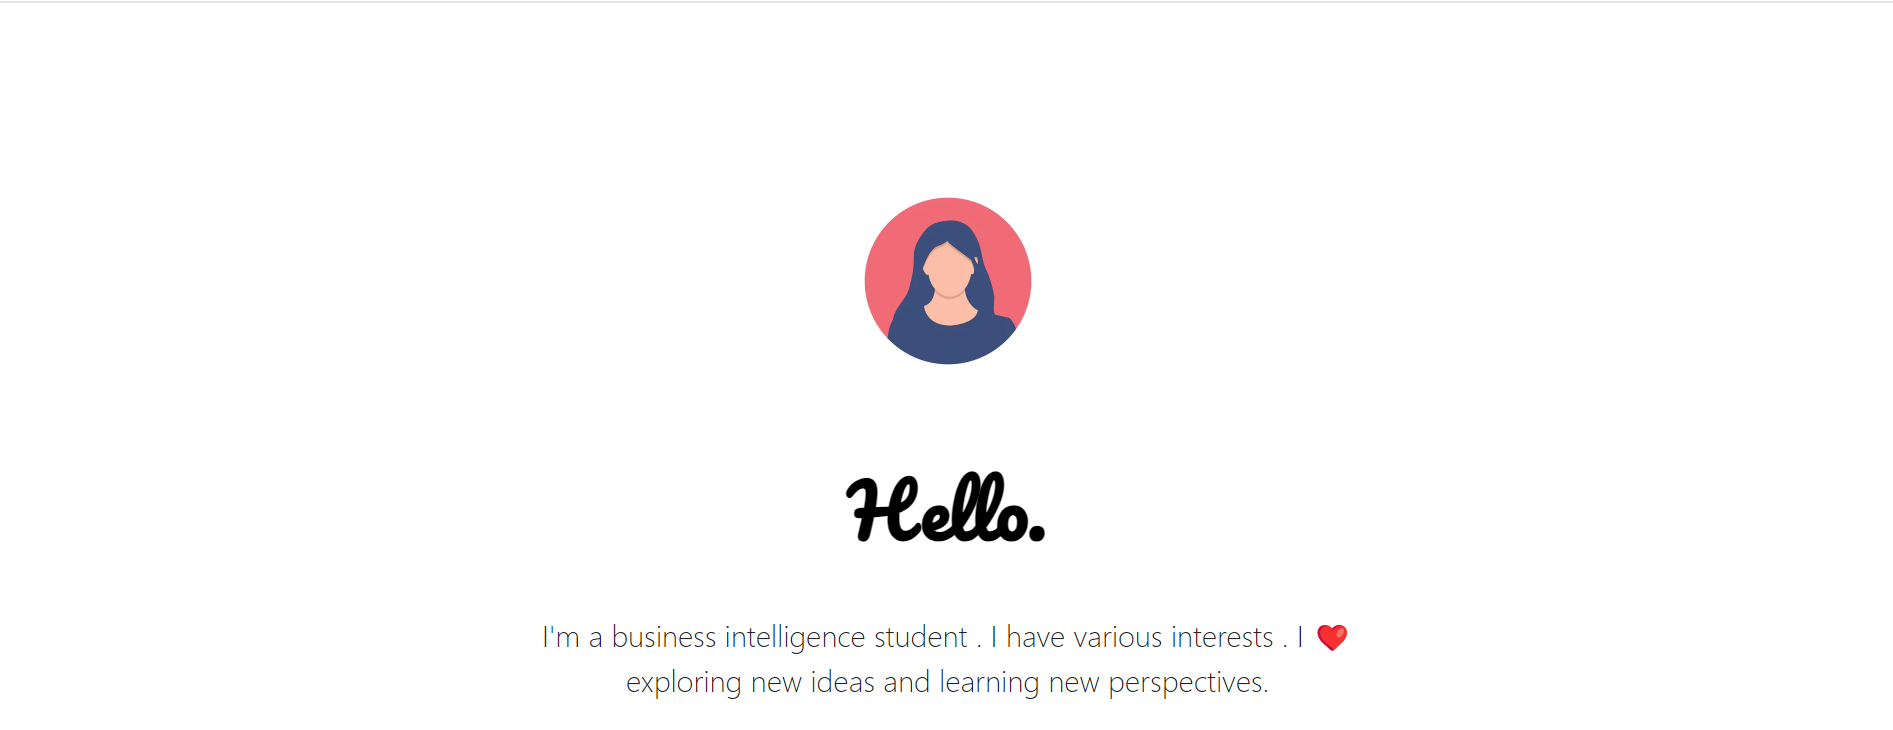 Hello.
I'm a business intelligence student . I have various interests . I ❤️
exploring new ideas and learning new perspectives.